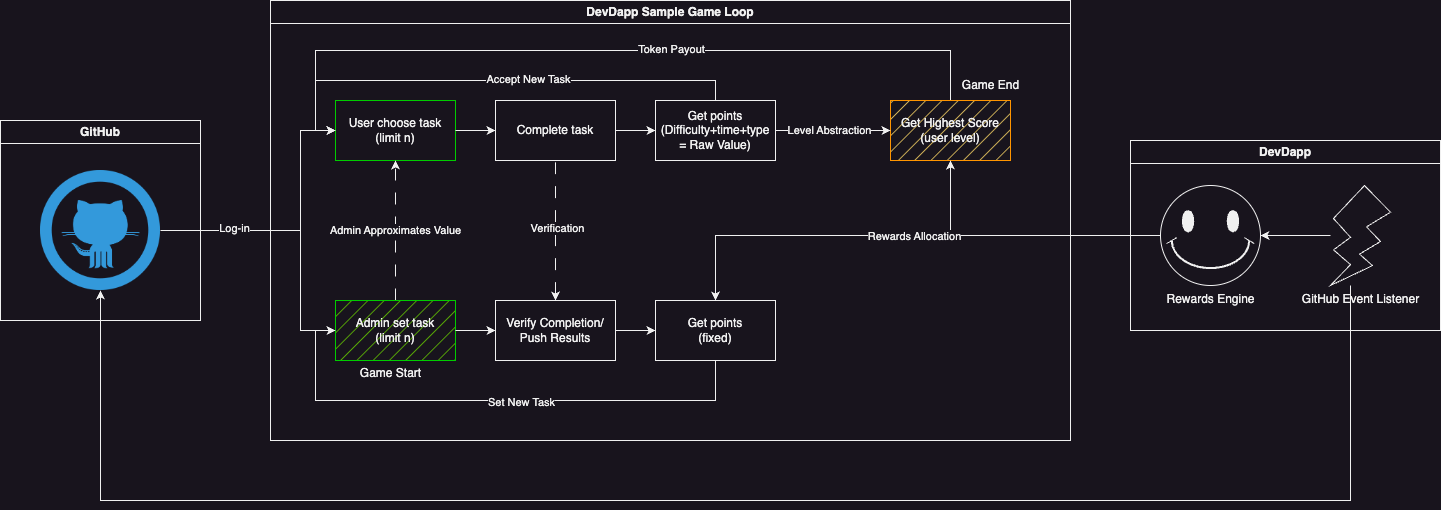 DevDapp Sample Game Loop
Token Payout
Accept New Task
Game End
User choose task
(limit n)
Complete task
Get points
(Difficulty+time+type
= Raw Value)
Level Abstraction
Get Highest Score
(user level)
GitHub
DevDapp
Log-in
Admin Approximates Value
Verification
Rewards Allocation
Rewards Engine
GitHub Event Listener
Admin set task
(limit n)
Verify Completion/
Push Results
Get points
(fixed)
Game Start
Set New Task